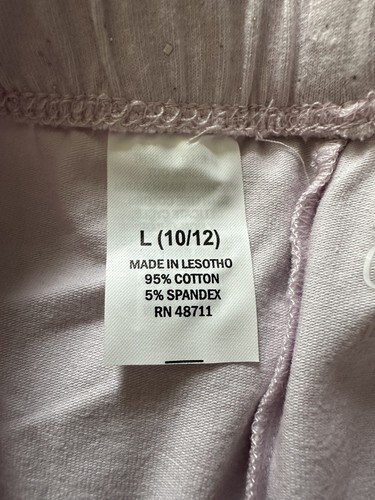 L (10/12)
MADE IN LESOTHO
95% COTTON
5% SPANDEX
RN 48711